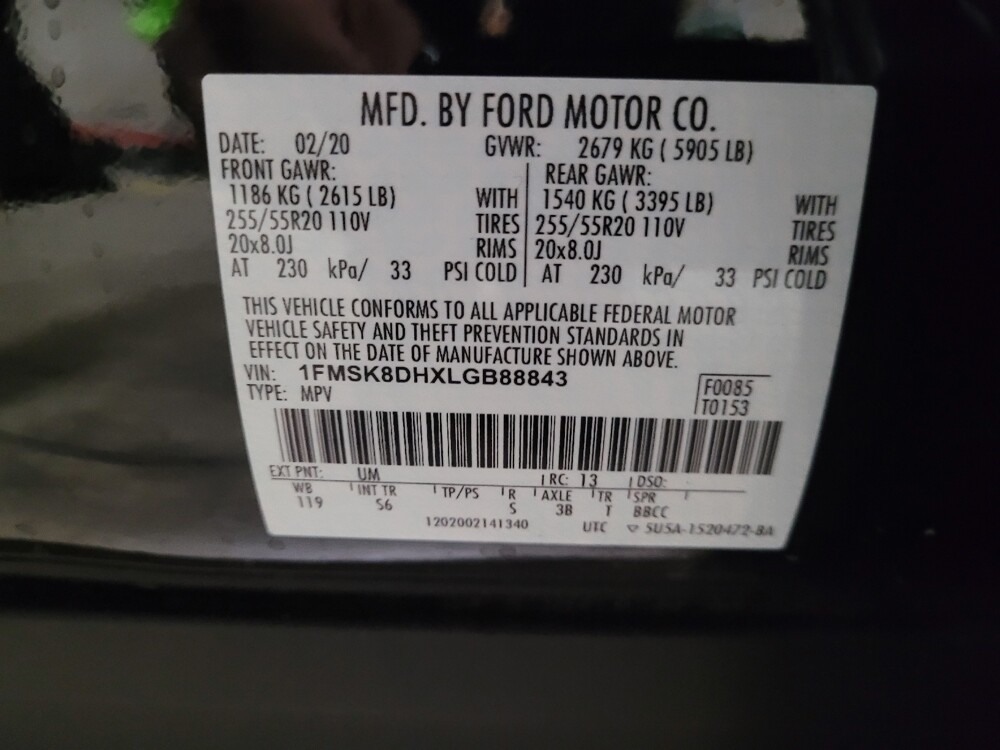 MFD. BY FORD MOTOR CO.
DATE: 02/20 GVWR: 2679 KG ( 5905 LB)
FRONT GAWR: REAR GAWR:
1186 KG ( 2615 LB) WITH 1540 KG ( 3395 LB) WITH
255/55R20 110V TIRES 255/55R20 110V TIRES
20x8.0J RIMS 20x8.0J RIMS
AT 230 kPa/ 33 PSI COLD AT 230 kPa/ 33 PSI COLD
THIS VEHICLE CONFORMS TO ALL APPLICABLE FEDERAL MOTOR
VEHICLE SAFETY AND THEFT PREVENTION STANDARDS IN
EFFECT ON THE DATE OF MANUFACTURE SHOWN ABOVE.
VIN: 1FMSK8DHXLGB88843 F0085
TYPE: MPV T0153
EXT PNT: UM RC: 13 DSO:
WB INT TR TP/PS R AXLE TR SPR
119 S6 S 3B T BBCC
1202002141340 UTC ▽ SU5A-1520472-BA